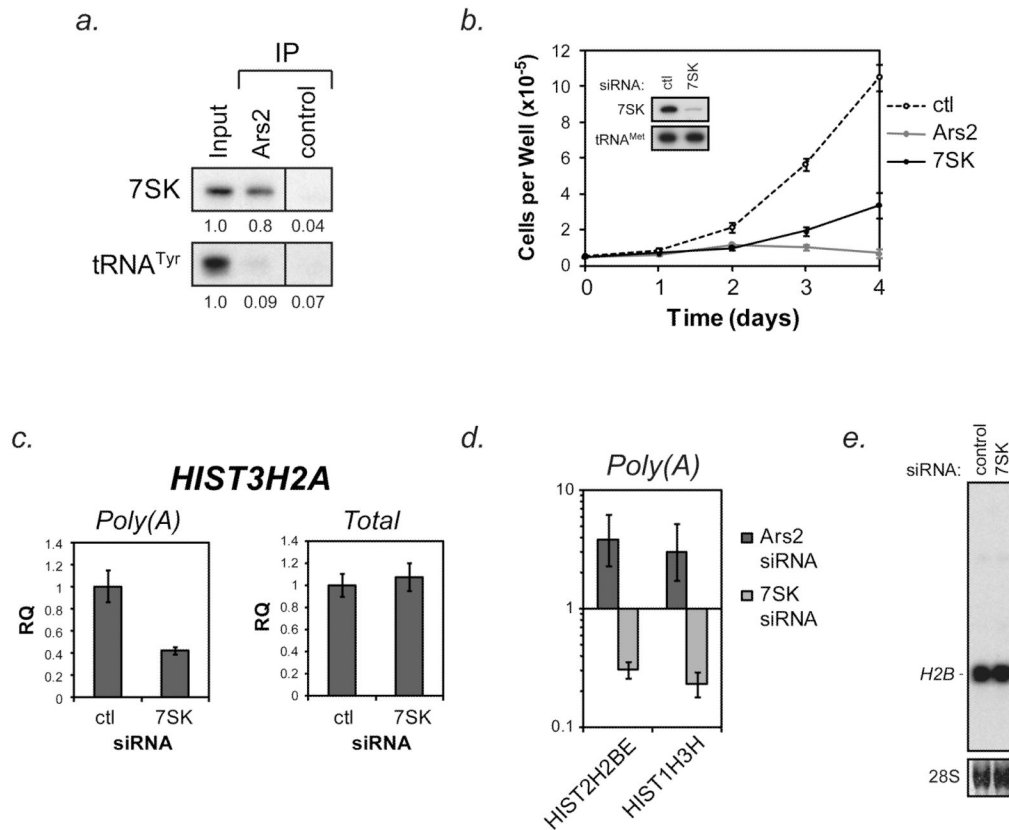 a.
IP
Input
Ars2
control
7SK
1.0 0.8 0.04
tRNATyr
1.0 0.09 0.07
b.
Cells per Well (x10-5)
12
10
8
6
4
2
0
0 1 2 3 4
Time (days)
siRNA: ctl 7SK
7SK
tRNAMet
ctl
Ars2
7SK
c.
HIST3H2A
Poly(A)
RQ
1.4
1.2
1
0.8
0.6
0.4
0.2
0
ctl 7SK
siRNA
Total
RQ
1.4
1.2
1
0.8
0.6
0.4
0.2
0
ctl 7SK
siRNA
d.
Poly(A)
10
1
0.1
HIST2H2BE
HIST1H3H
Ars2
siRNA
7SK
siRNA
e.
siRNA: control 7SK
H2B -
28S